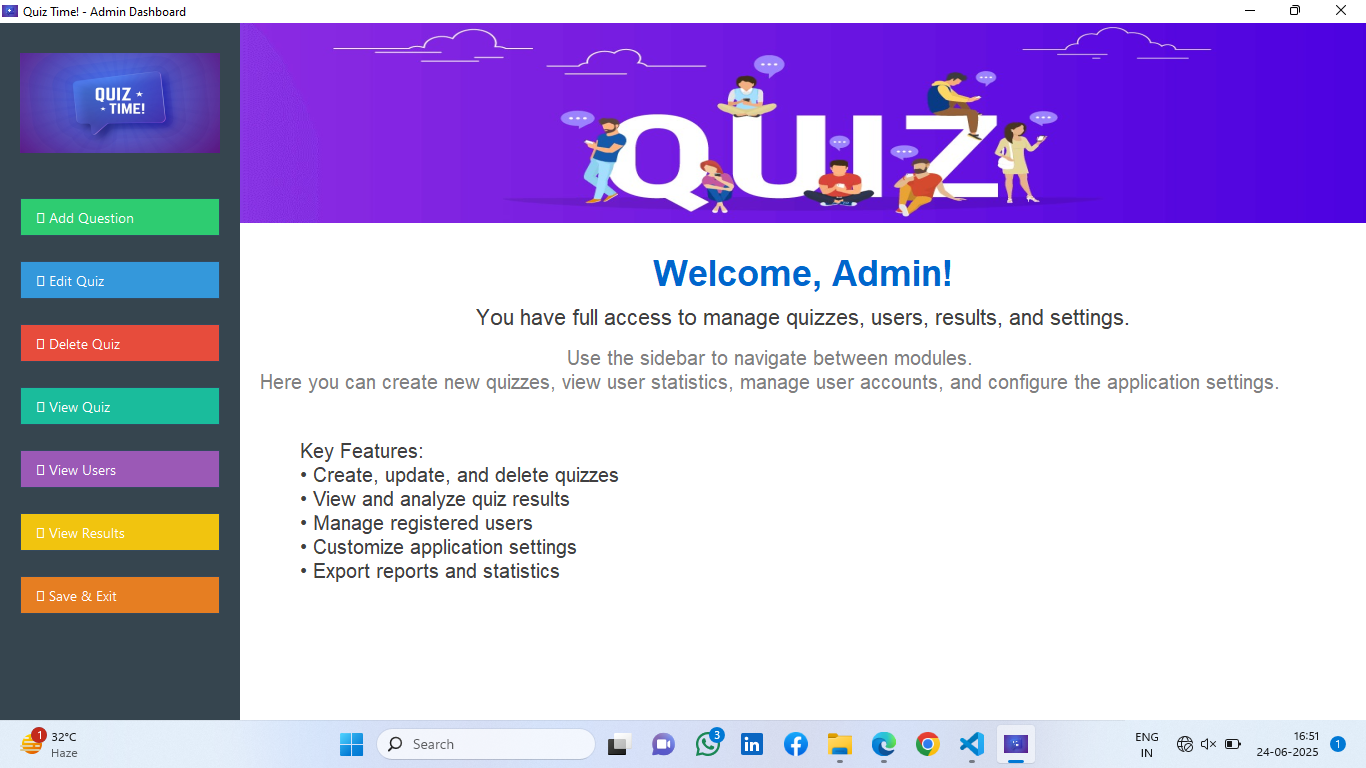 Quiz Time! - Admin Dashboard
QUIZ
TIME!
QUIZ
Add Question
Edit Quiz
Delete Quiz
View Quiz
View Users
View Results
Save & Exit
Welcome, Admin!
You have full access to manage quizzes, users, results, and settings.
Use the sidebar to navigate between modules.
Here you can create new quizzes, view user statistics, manage user accounts, and configure the application settings.
Key Features:
• Create, update, and delete quizzes
• View and analyze quiz results
• Manage registered users
• Customize application settings
• Export reports and statistics
1
32°C
Haze
Search
3
in
ENG
IN
16:51
24-06-2025
1